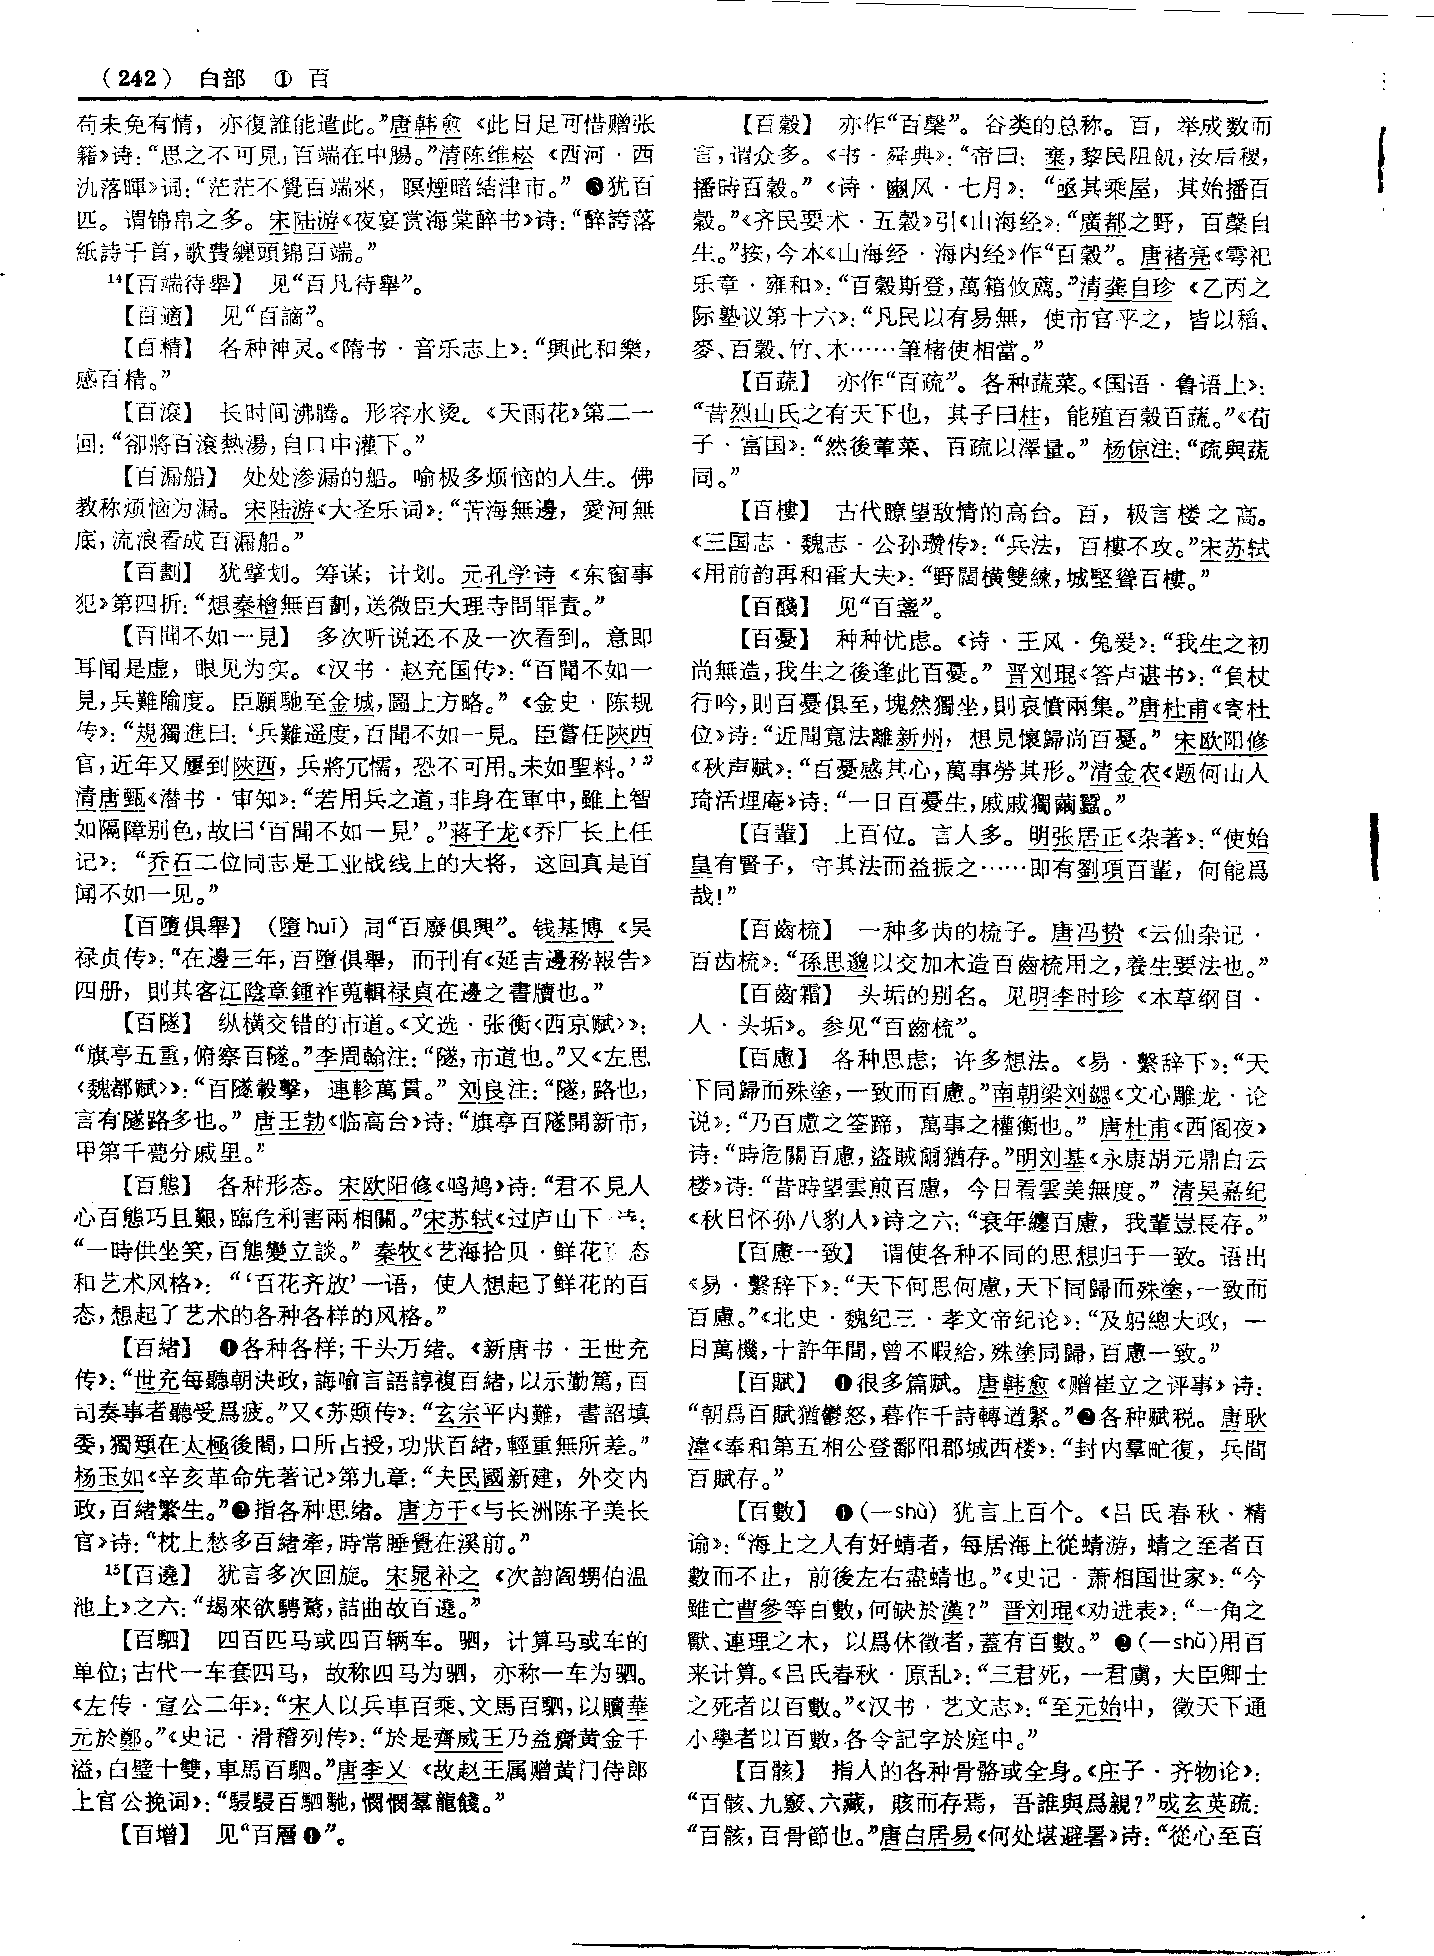 (242) 白部 ① 百
苟未免有情，亦復誰能遣此。”唐韩愈《此日足可惜赠张
籍》诗：“思之不可見，百端在中腸。”清陈维崧《西河·西
氿落晖》词：“茫茫不覺百端來，暝煙暗結津市。”❸犹百
匹。谓锦帛之多。宋陆游《夜宴赏海棠醉书》诗：“醉誇落
紙詩千首，歌費纏頭錦百端。”
14【百端待舉】 见“百凡待舉”。
【百適】 见“百謫”。
【百精】 各种神灵。《隋书·音乐志上》：“興此和樂，
感百精。”
【百滾】 长时间沸腾。形容水烫。《天雨花》第二一
回：“卻將百滾熱湯，自口中灌下。”
【百漏船】 处处渗漏的船。喻极多烦恼的人生。佛
教称烦恼为漏。宋陆游《大圣乐词》：“苦海無邊，愛河無
底，流浪看成百漏船。”
【百劃】 犹擘划。筹谋；计划。元孔学诗《东窗事
犯》第四折：“想秦檜無百劃，送微臣大理寺問罪責。”
【百聞不如一見】 多次听说还不及一次看到。意即
耳闻是虚，眼见为实。《汉书·赵充国传》：“百聞不如一
見，兵難隃度。臣願馳至金城，圖上方略。”《金史·陈规
传》：“規獨進曰：‘兵難遥度，百聞不如一見。臣嘗任陝西
官，近年又屢到陝西，兵將冗懦，恐不可用。未如聖料。’”
清唐甄《潜书·审知》：“若用兵之道，非身在軍中，雖上智
如隔障别色，故曰‘百聞不如一見’。”蒋子龙《乔厂长上任
记》：“乔石二位同志是工业战线上的大将，这回真是百
闻不如一见。”
【百墮俱舉】 （墮huī）同“百廢俱興”。钱基博《吴
禄贞传》：“在邊三年，百墮俱舉，而刊有《延吉邊務報告》
四册，則其客江陰章鍾祚蒐輯禄貞在邊之書牘也。”
【百隧】 纵横交错的市道。《文选·张衡〈西京赋〉》：
“旗亭五重，俯察百隧。”李周翰注：“隧，市道也。”又《左思
〈魏都赋〉》：“百隧轂擊，連軫萬貫。”刘良注：“隧，路也，
言有隧路多也。”唐王勃《临高台》诗：“旗亭百隧開新市，
甲第千甍分戚里。”
【百態】 各种形态。宋欧阳修《鸣鸠》诗：“君不見人
心百態巧且艱，臨危利害兩相關。”宋苏轼《过庐山下
“一時供坐笑，百態變立談。”秦牧《艺海拾贝·鲜花 态
和艺术风格》：“‘百花齐放’一语，使人想起了鲜花的百
态，想起了艺术的各种各样的风格。”
【百緒】 ❶各种各样；千头万绪。《新唐书·王世充
传》：“世充每聽朝決政，誨喻言語諄複百緒，以示勤篤，百
司奏事者聽受爲疲。”又《苏颋传》：“玄宗平内難，書詔填
委，獨頲在太極後閣，口所占授，功狀百緒，輕重無所差。”
杨玉如《辛亥革命先著记》第九章：“夫民國新建，外交内
政，百緒繁生。”❷指各种思绪。唐方干《与长洲陈子美长
官》诗：“枕上愁多百緒牽，時常睡覺在溪前。”
15【百遶】 犹言多次回旋。宋晁补之《次韵阎甥伯温
池上》之六：“朅來欲騁騖，詰曲故百遶。”
【百駟】 四百匹马或四百辆车。驷，计算马或车的
单位；古代一车套四马，故称四马为驷，亦称一车为驷。
《左传·宣公二年》：“宋人以兵車百乘、文馬百駟，以贖華
元於鄭。”《史记·滑稽列传》：“於是齊威王乃益齎黄金千
溢，白璧十雙，車馬百駟。”唐李乂《故赵王属赠黄门侍郎
上官公挽词》：“駸駸百駟馳，憫憫羣龍餞。”
【百增】 见“百層❶”。
【百穀】 亦作“百榖”。谷类的总称。百，举成数而
言，谓众多。《书·舜典》：“帝曰：棄，黎民阻飢，汝后稷，
播時百穀。”《诗·豳风·七月》：“亟其乘屋，其始播百
穀。”《齐民要术·五穀》引《山海经》：“廣都之野，百榖自
生。”按，今本《山海经·海内经》作“百穀”。唐褚亮《雩祀
乐章·雍和》：“百穀斯登，萬箱攸薦。”清龚自珍《乙丙之
际塾议第十六》：“凡民以有易無，使市官平之，皆以稻、
麥、百穀、竹、木……筆楮使相當。”
【百蔬】 亦作“百疏”。各种蔬菜。《国语·鲁语上》：
“昔烈山氏之有天下也，其子曰柱，能殖百穀百蔬。”《荀
子·富国》：“然後葷菜、百疏以澤量。”杨倞注：“疏與蔬
同。”
【百樓】 古代瞭望敌情的高台。百，极言楼之高。
《三国志·魏志·公孙瓒传》：“兵法，百樓不攻。”宋苏轼
《用前韵再和霍大夫》：“野闊横雙練，城堅聳百樓。”
【百醆】 见“百盞”。
【百憂】 种种忧虑。《诗·王风·兔爰》：“我生之初
尚無造，我生之後逢此百憂。”晋刘琨《答卢谌书》：“負杖
行吟，則百憂俱至，塊然獨坐，則哀憤兩集。”唐杜甫《寄杜
位》诗：“近聞寬法離新州，想見懷歸尚百憂。”宋欧阳修
《秋声赋》：“百憂感其心，萬事勞其形。”清金农《题何山人
琦活埋庵》诗：“一日百憂生，戚戚獨繭蠶。”
【百輩】 上百位。言人多。明张居正《杂著》：“使始
皇有賢子，守其法而益振之……即有劉項百輩，何能爲
哉！”
【百齒梳】 一种多齿的梳子。唐冯贽《云仙杂记·
百齿梳》：“孫思邈以交加木造百齒梳用之，養生要法也。”
【百齒霜】 头垢的别名。见明李时珍《本草纲目·
人·头垢》。参见“百齒梳”。
【百慮】 各种思虑；许多想法。《易·繫辞下》：“天
下同歸而殊塗，一致而百慮。”南朝梁刘勰《文心雕龙·论
说》：“乃百慮之筌蹄，萬事之權衡也。”唐杜甫《西阁夜》
诗：“時危關百慮，盜賊爾猶存。”明刘基《永康胡元鼎白云
楼》诗：“昔時望雲煎百慮，今日看雲美無度。”清吴嘉纪
《秋日怀孙八豹人》诗之六：“衰年纏百慮，我輩豈長存。”
【百慮一致】 谓使各种不同的思想归于一致。语出
《易·繫辞下》：“天下何思何慮，天下同歸而殊塗，一致而
百慮。”《北史·魏纪三·孝文帝纪论》：“及躬總大政，一
日萬機，十許年間，曾不暇給，殊塗同歸，百慮一致。”
【百賦】 ❶很多篇赋。唐韩愈《赠崔立之评事》诗：
“朝爲百賦猶鬱怒，暮作千詩轉遒緊。”❷各种赋税。唐耿
湋《奉和第五相公登鄱阳郡城西楼》：“封内羣甿復，兵間
百賦存。”
【百數】 ❶（—shù）犹言上百个。《吕氏春秋·精
谕》：“海上之人有好蜻者，每居海上從蜻游，蜻之至者百
數而不止，前後左右盡蜻也。”《史记·萧相国世家》：“今
雖亡曹參等百數，何缺於漢？”晋刘琨《劝进表》：“一角之
獸、連理之木，以爲休徵者，蓋有百數。”❷（—shǔ）用百
来计算。《吕氏春秋·原乱》：“三君死，一君虜，大臣卿士
之死者以百數。”《汉书·艺文志》：“至元始中，徵天下通
小學者以百數，各令記字於庭中。”
【百骸】 指人的各种骨骼或全身。《庄子·齐物论》：
“百骸、九竅、六藏，賅而存焉，吾誰與爲親？”成玄英疏：
“百骸，百骨節也。”唐白居易《何处堪避暑》诗：“從心至百